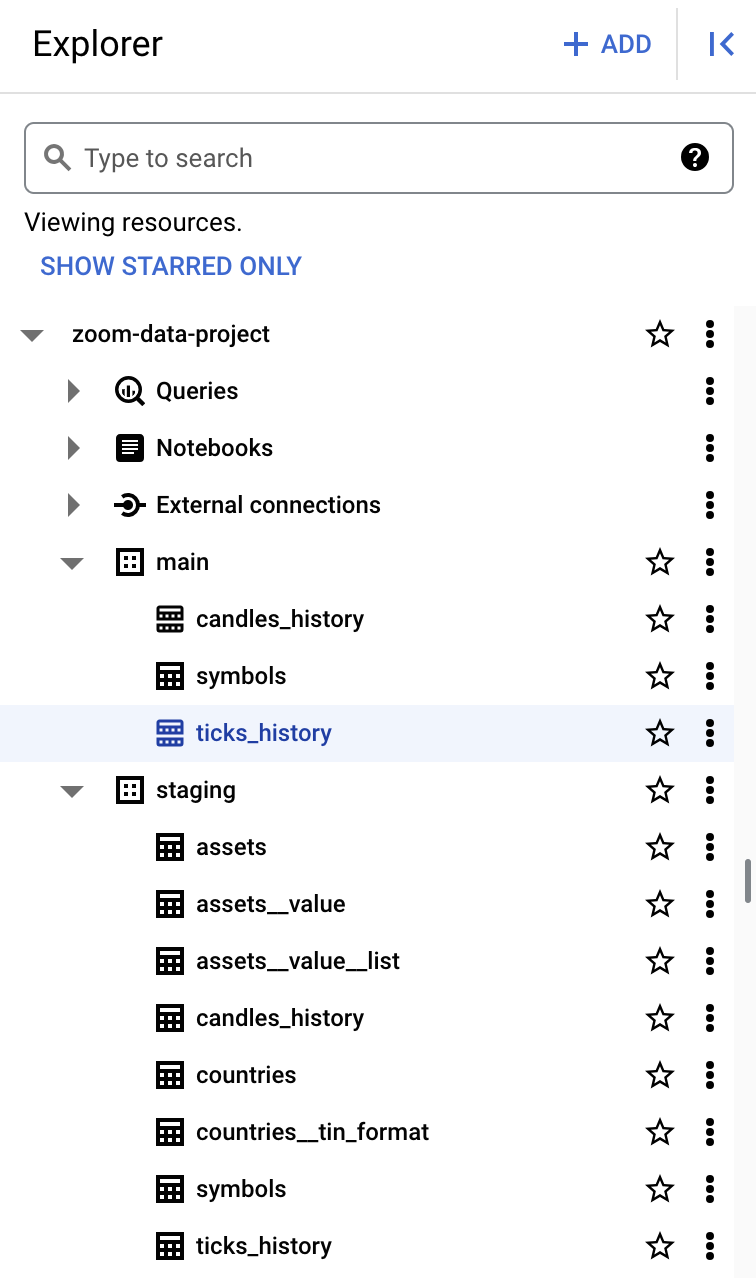 Explorer
ADD
Type to search
Viewing resources.
SHOW STARRED ONLY
zoom-data-project
Queries
Notebooks
External connections
main
candles_history
symbols
ticks_history
staging
assets
assets__value
assets__value__list
candles_history
countries
countries__tin_format
symbols
ticks_history